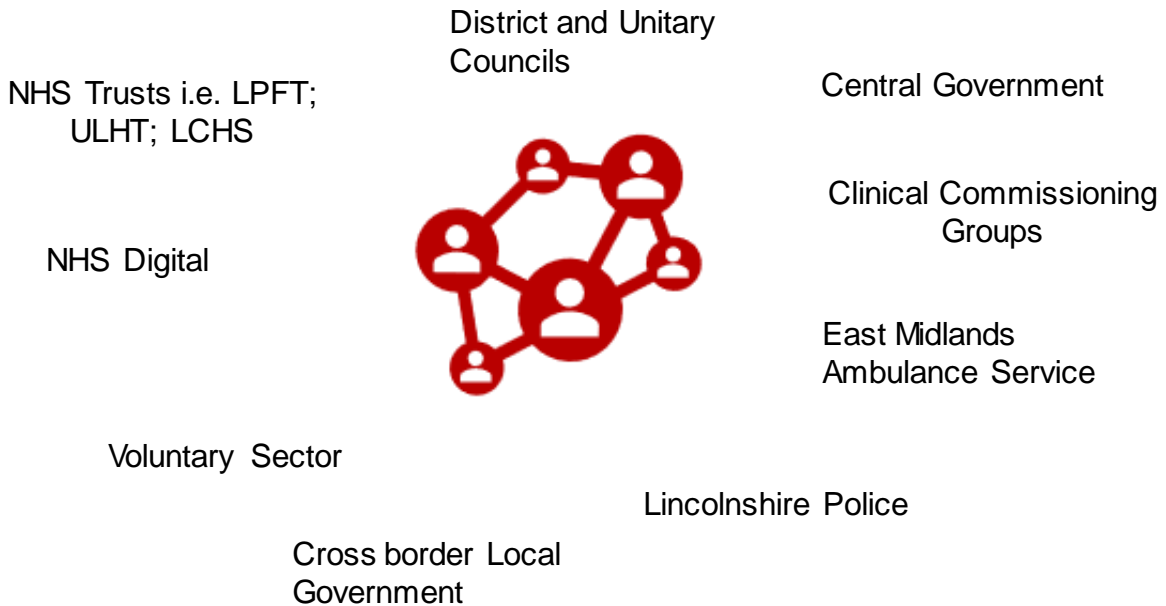 District and Unitary
Councils
NHS Trusts i.e. LPFT;
ULHT; LCHS
Central Government
Clinical Commissioning
Groups
NHS Digital
East Midlands
Ambulance Service
Voluntary Sector
Lincolnshire Police
Cross border Local
Government